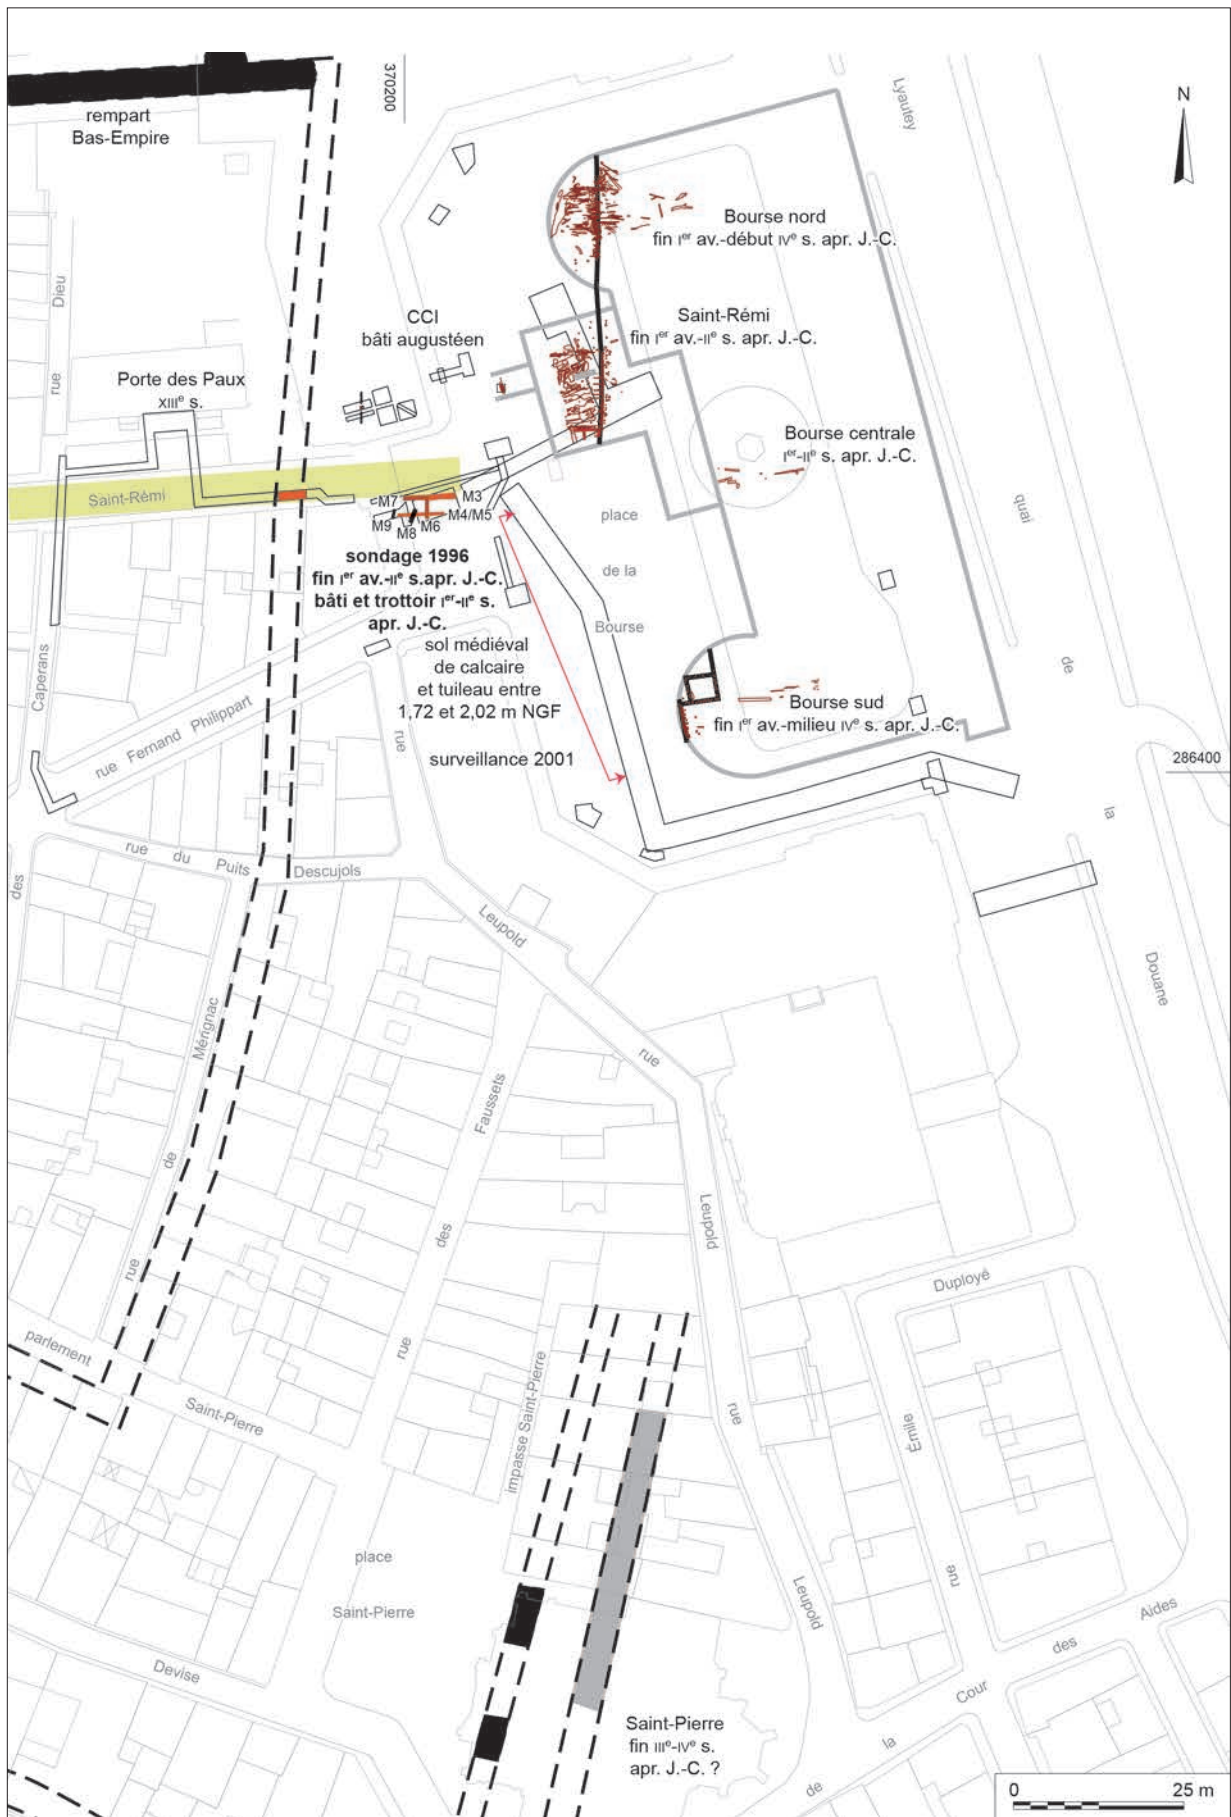 370200
Lyautey
N
rempart
Bas-Empire
Bourse nord
fin Iᵉʳ av.-début IVᵉ s. apr. J.-C.
rue Dieu
CCI
bâti augustéen
Saint-Rémi
fin Iᵉʳ av.-IIᵉ s. apr. J.-C.
Porte des Paux
XIIIᵉ s.
Bourse centrale
Iᵉʳ-IIᵉ s. apr. J.-C.
Saint-Rémi
M7
M3
M9
M8
M6
M4/M5
quai
place
de la
Bourse
sondage 1996
fin Iᵉʳ av.-IIᵉ s.apr. J.-C.
bâti et trottoir Iᵉʳ-IIᵉ s.
apr. J.-C.
sol médiéval
de calcaire
et tuileau entre
1,72 et 2,02 m NGF
surveillance 2001
de
Caperans
rue Fernand Philippart
rue
Bourse sud
fin Iᵉʳ av.-milieu IVᵉ s. apr. J.-C.
286400
la
rue du Puits Descujols
des
Leupold
Douane
Mérignac
rue
Faussets
de
des
Leupold
rue
Duployé
parlement
Saint-Pierre
rue
impasse Saint-Pierre
rue
Émile
place
Saint-Pierre
rue
Leupold
Devise
Aides
des
Cour
la
de
Saint-Pierre
fin IIIᵉ-IVᵉ s.
apr. J.-C. ?
0 25 m